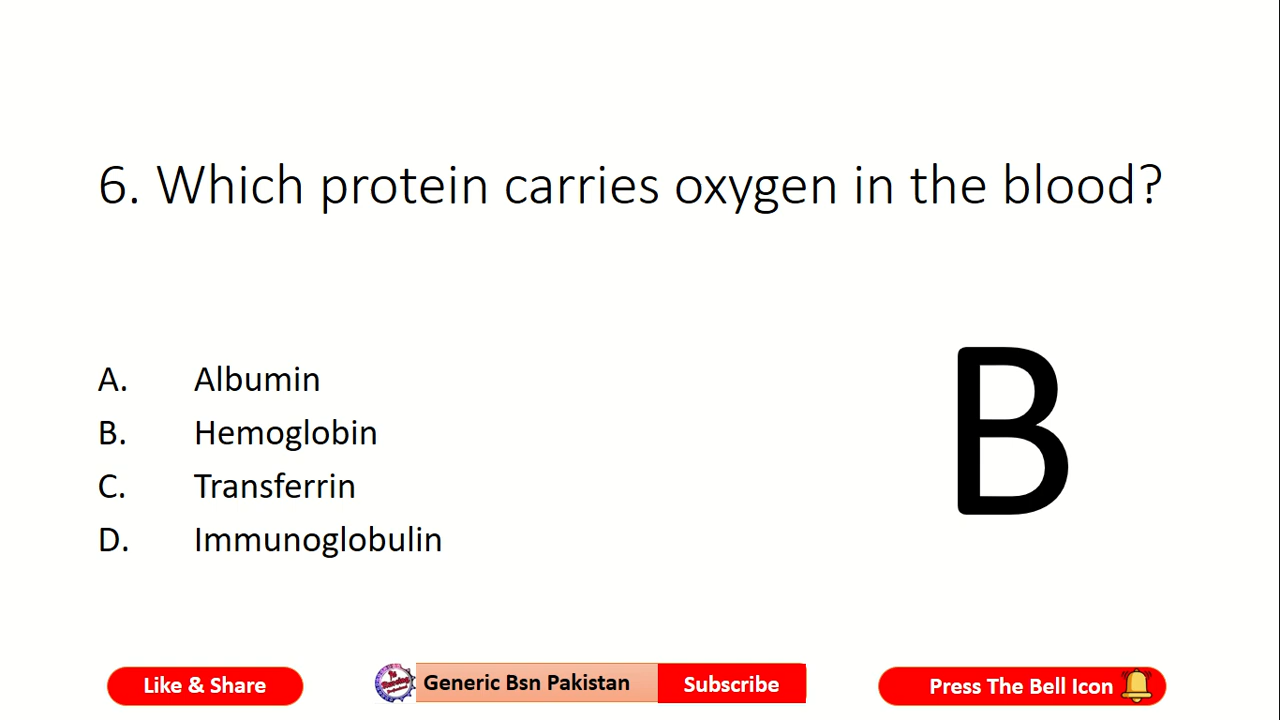 6. Which protein carries oxygen in the blood?
A. Albumin
B. Hemoglobin
C. Transferrin
D. Immunoglobulin
B
Like & Share
Generic Bsn Pakistan
Subscribe
Press The Bell Icon